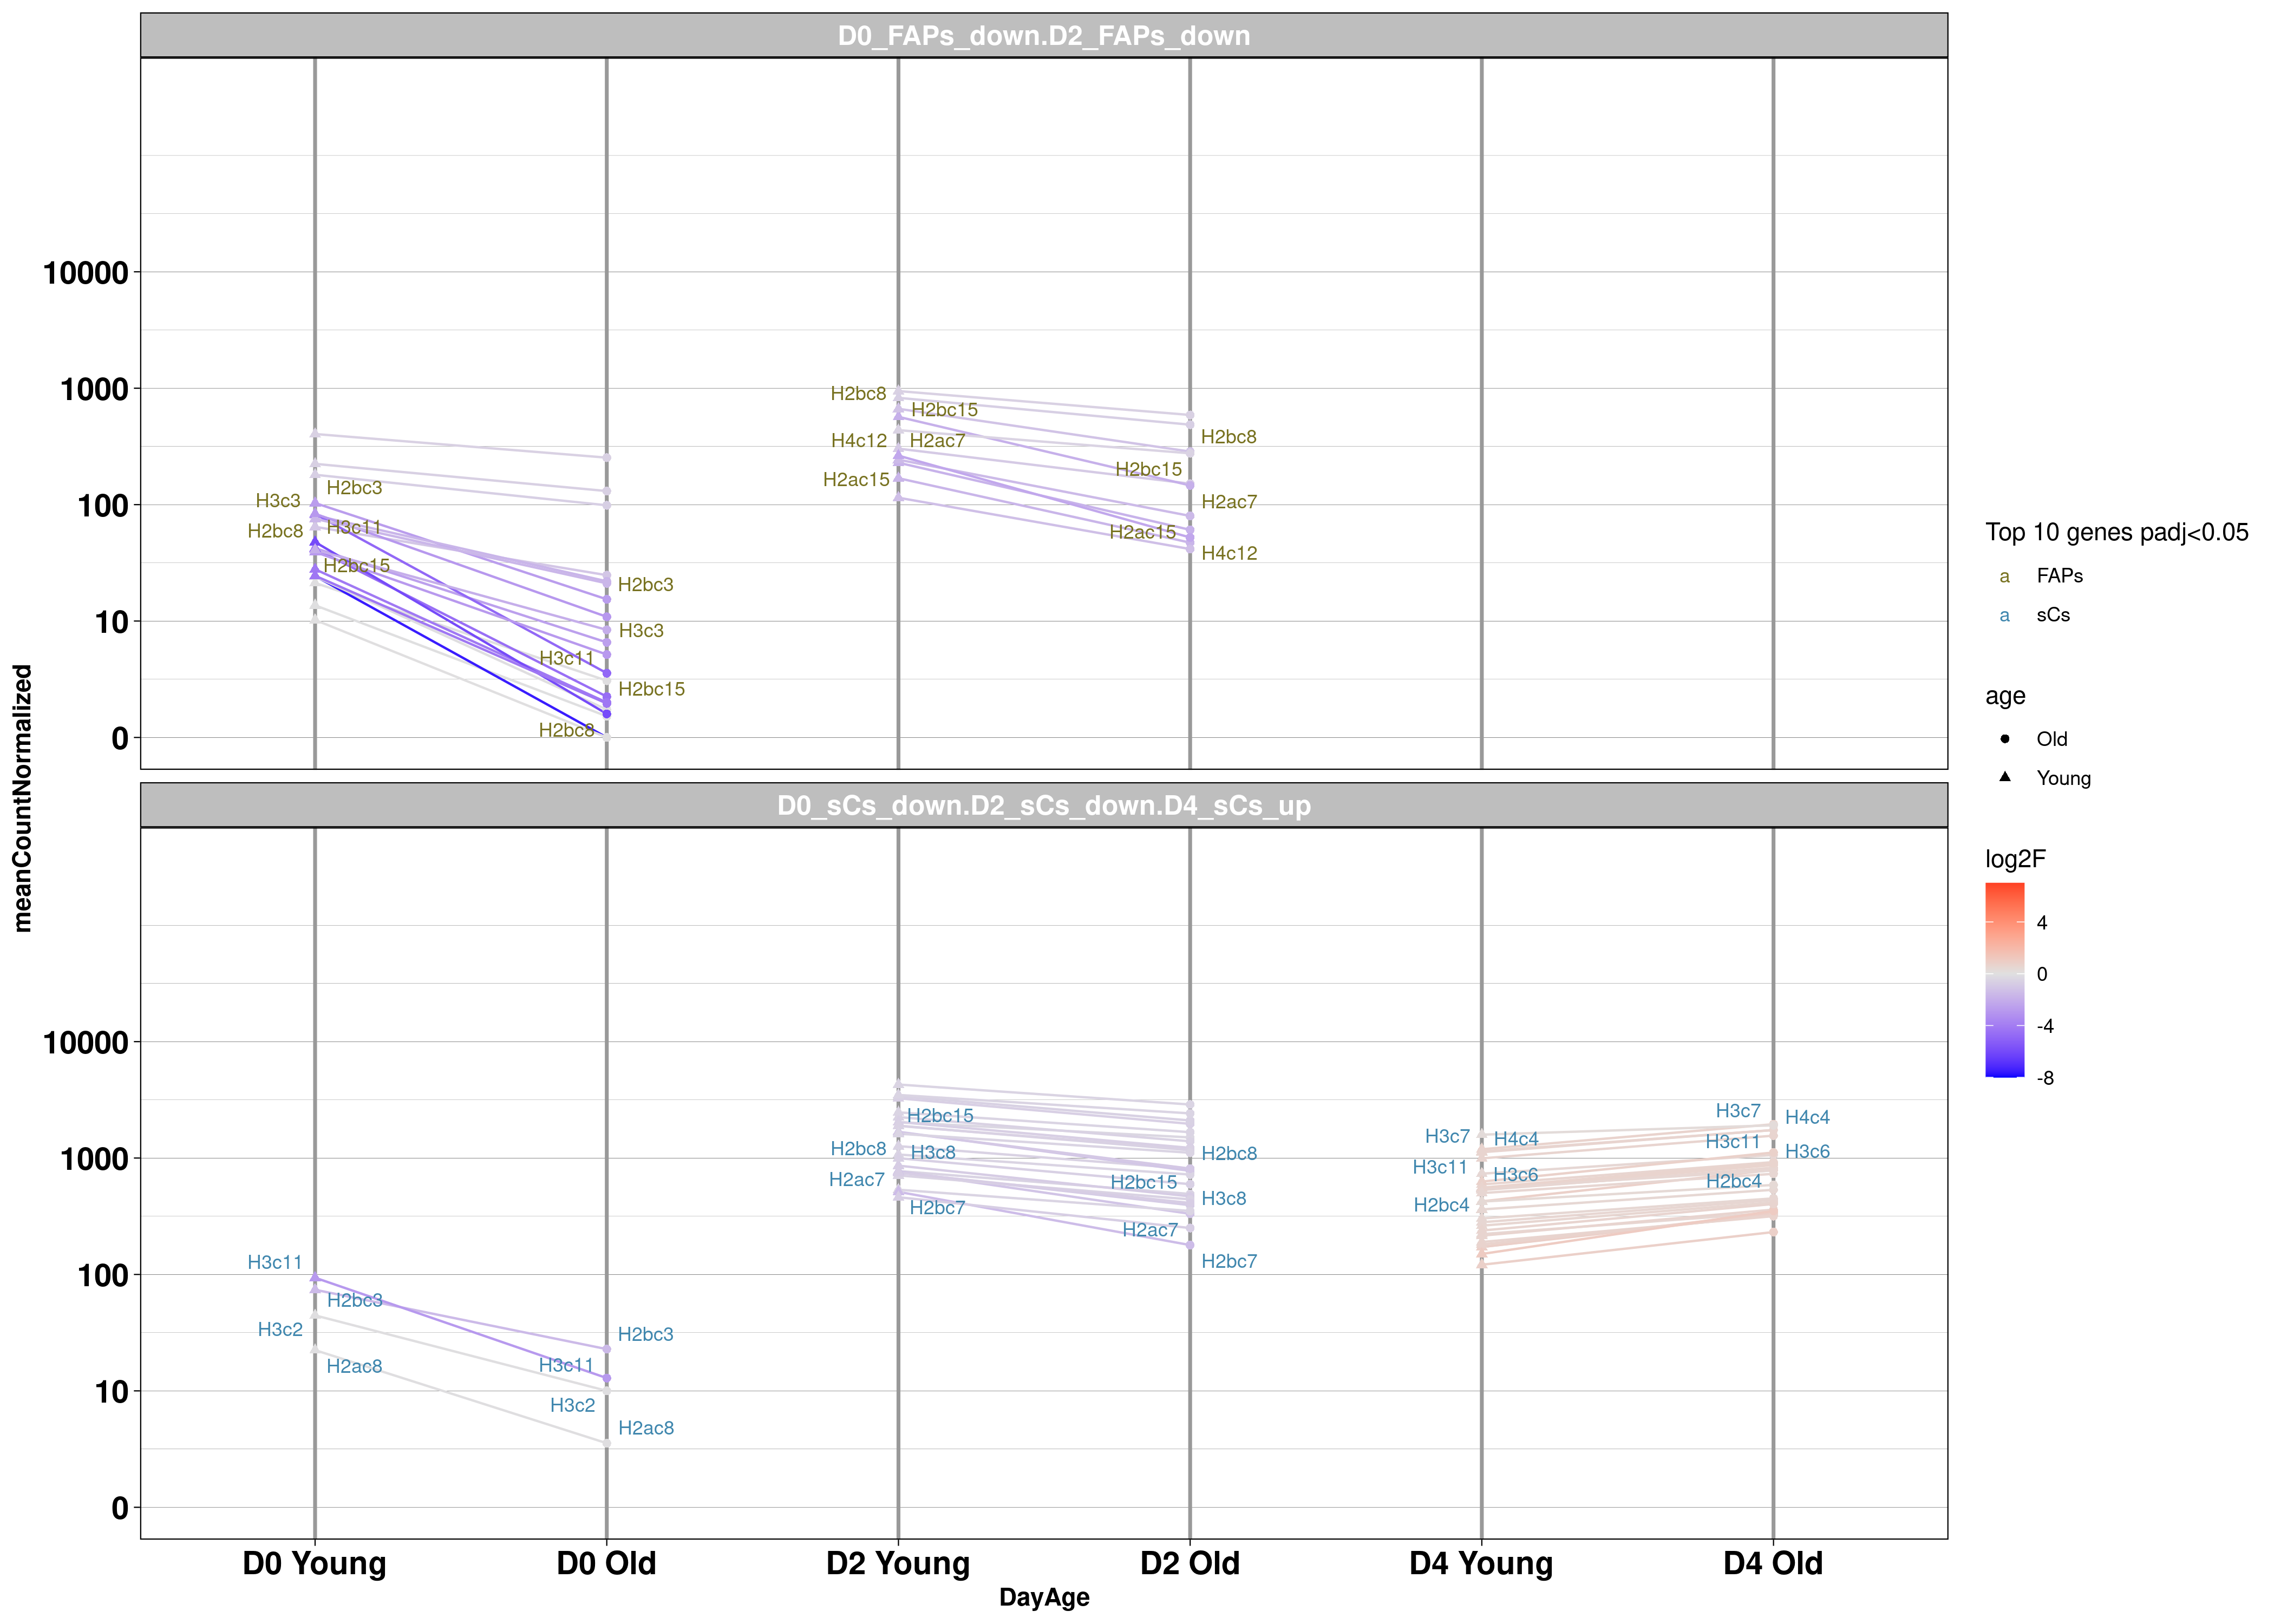 D0_FAPs_down.D2_FAPs_down
meanCountNormalized
10000
1000
100
10
0
H3c3
H2bc3
H2bc8
H3c11
H2bc15
H2bc3
H3c3
H3c11
H2bc15
H2bc8
H2bc8
H2bc15
H4c12
H2ac7
H2ac15
H2bc8
H2bc15
H2ac7
H2ac15
H4c12
D0_sCs_down.D2_sCs_down.D4_sCs_up
10000
1000
100
10
0
H3c11
H2bc3
H3c2
H2ac8
H2bc3
H3c11
H3c2
H2ac8
H2bc15
H2bc8
H3c8
H2ac7
H2bc7
H2bc8
H2bc15
H3c8
H2ac7
H2bc7
H3c7
H4c4
H3c11
H3c6
H2bc4
H3c7
H4c4
H3c11
H3c6
H2bc4
D0 Young
D0 Old
D2 Young
D2 Old
D4 Young
D4 Old
DayAge
Top 10 genes padj<0.05
a FAPs
a sCs
age
Old
Young
log2F
4
0
-4
-8